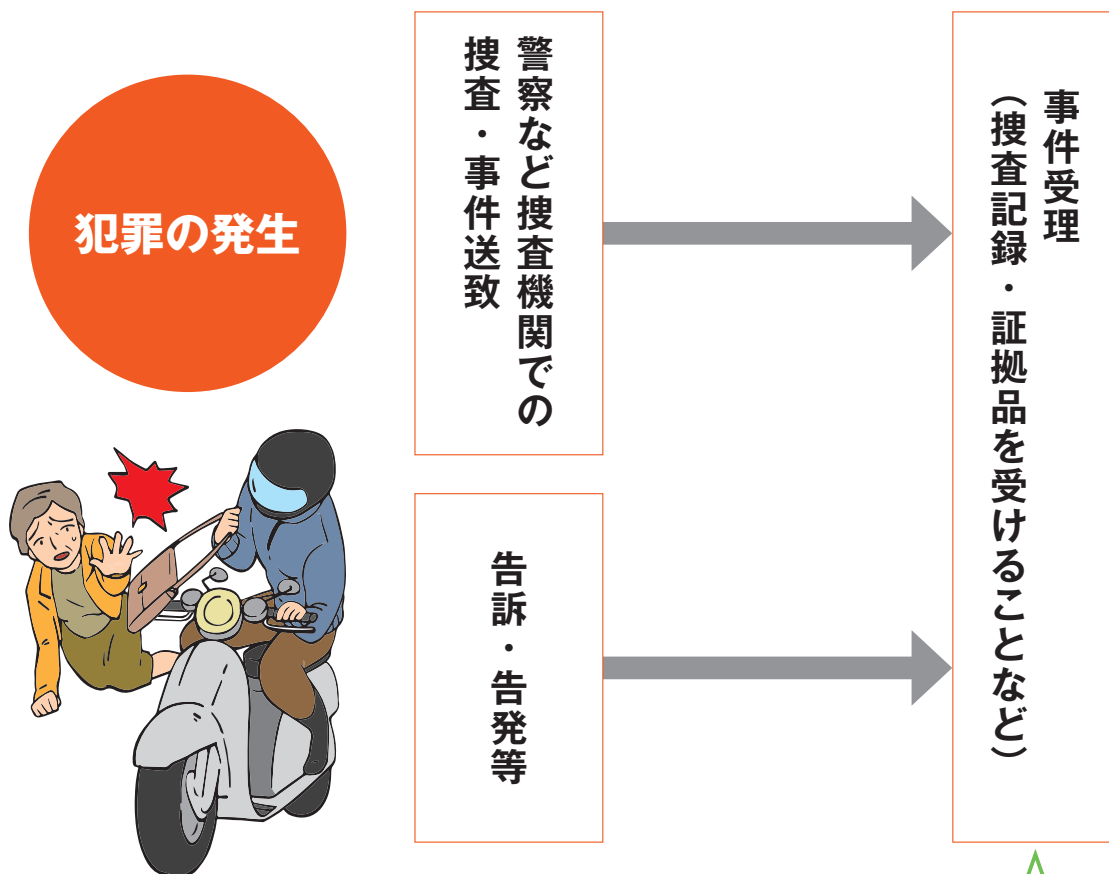 犯罪の発生
警察など捜査機関での
捜査・事件送致
告訴・告発等
事件受理
（捜査記録・証拠品を受けることなど）